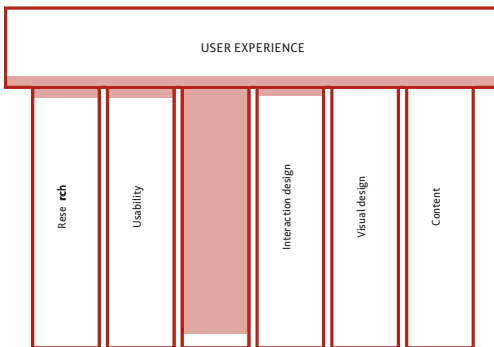 USER EXPERIENCE
Rese rch
Usability
Interaction design
Visual design
Content